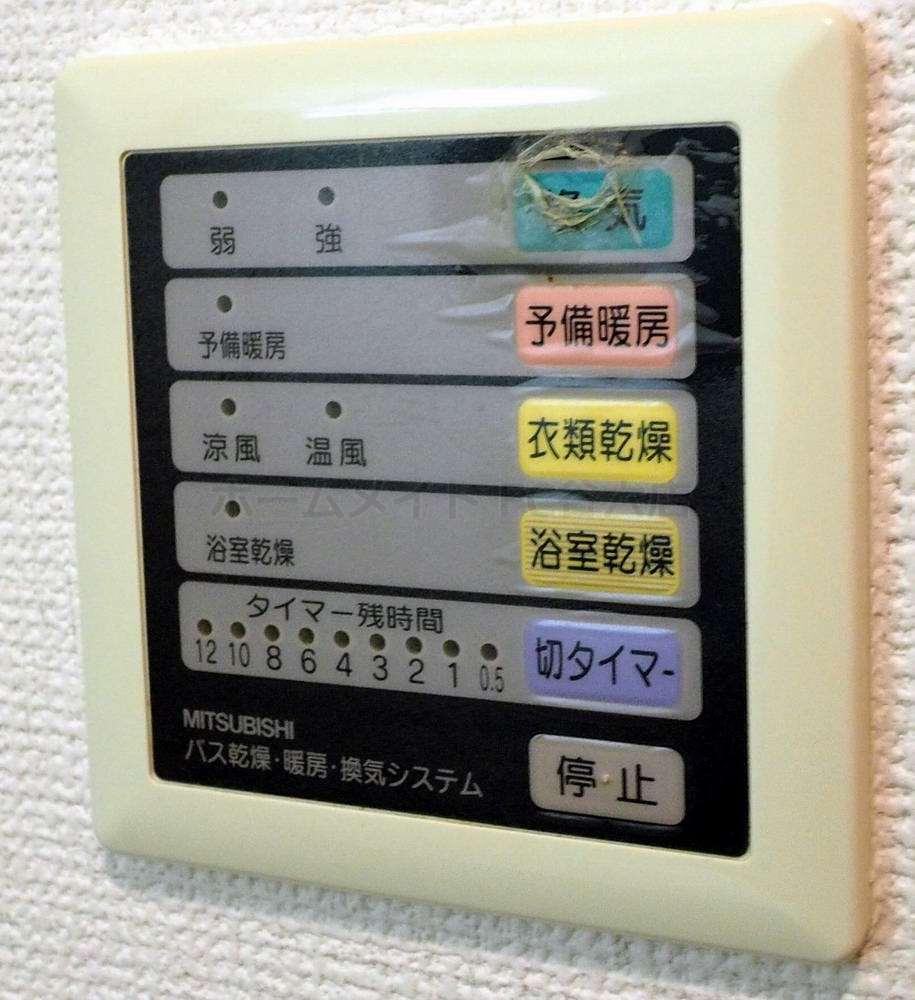 弱 強 気
予備暖房 予備暖房
涼風 温風 衣類乾燥
浴室乾燥 浴室乾燥
タイマー残時間
12 10 8 6 4 3 2 1 0.5 切タイマー
MITSUBISHI
バス乾燥・暖房・換気システム
停止